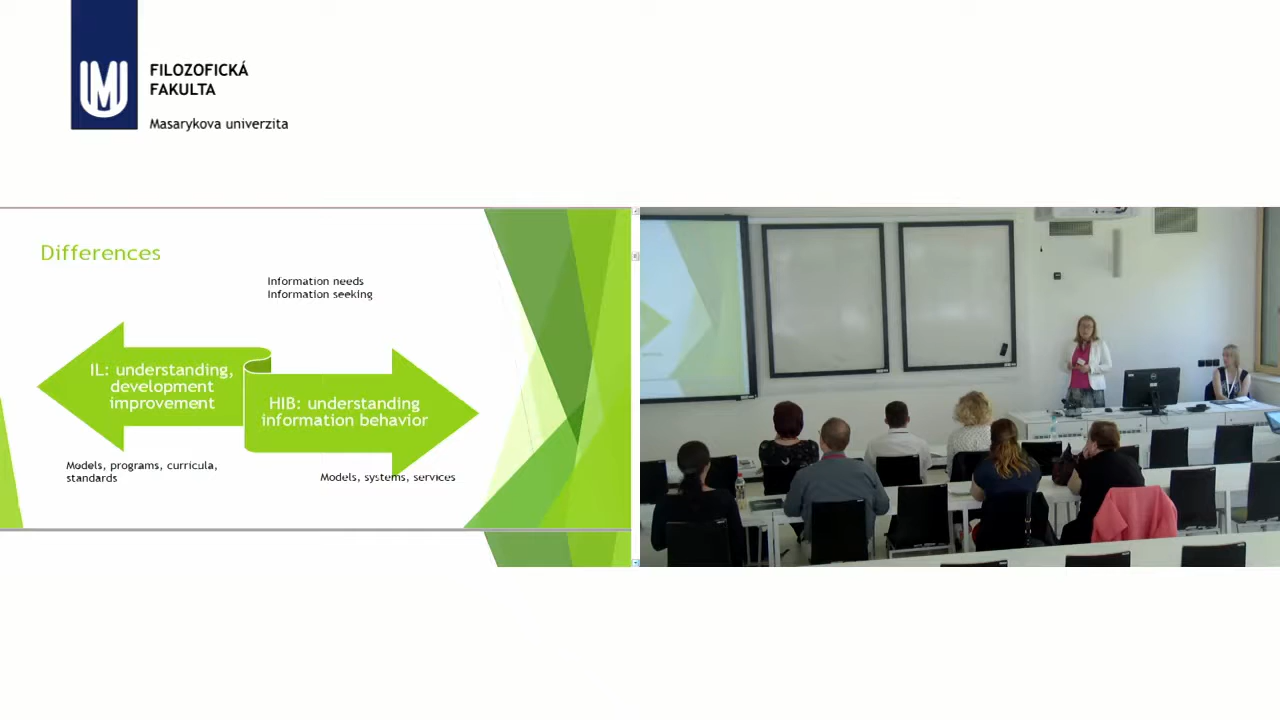 FILOZOFICKÁ
FAKULTA
Masarykova univerzita
Differences
Information needs
Information seeking
IL: understanding,
development
improvement
HIB: understanding
information behavior
Models, programs, curricula,
standards
Models, systems, services